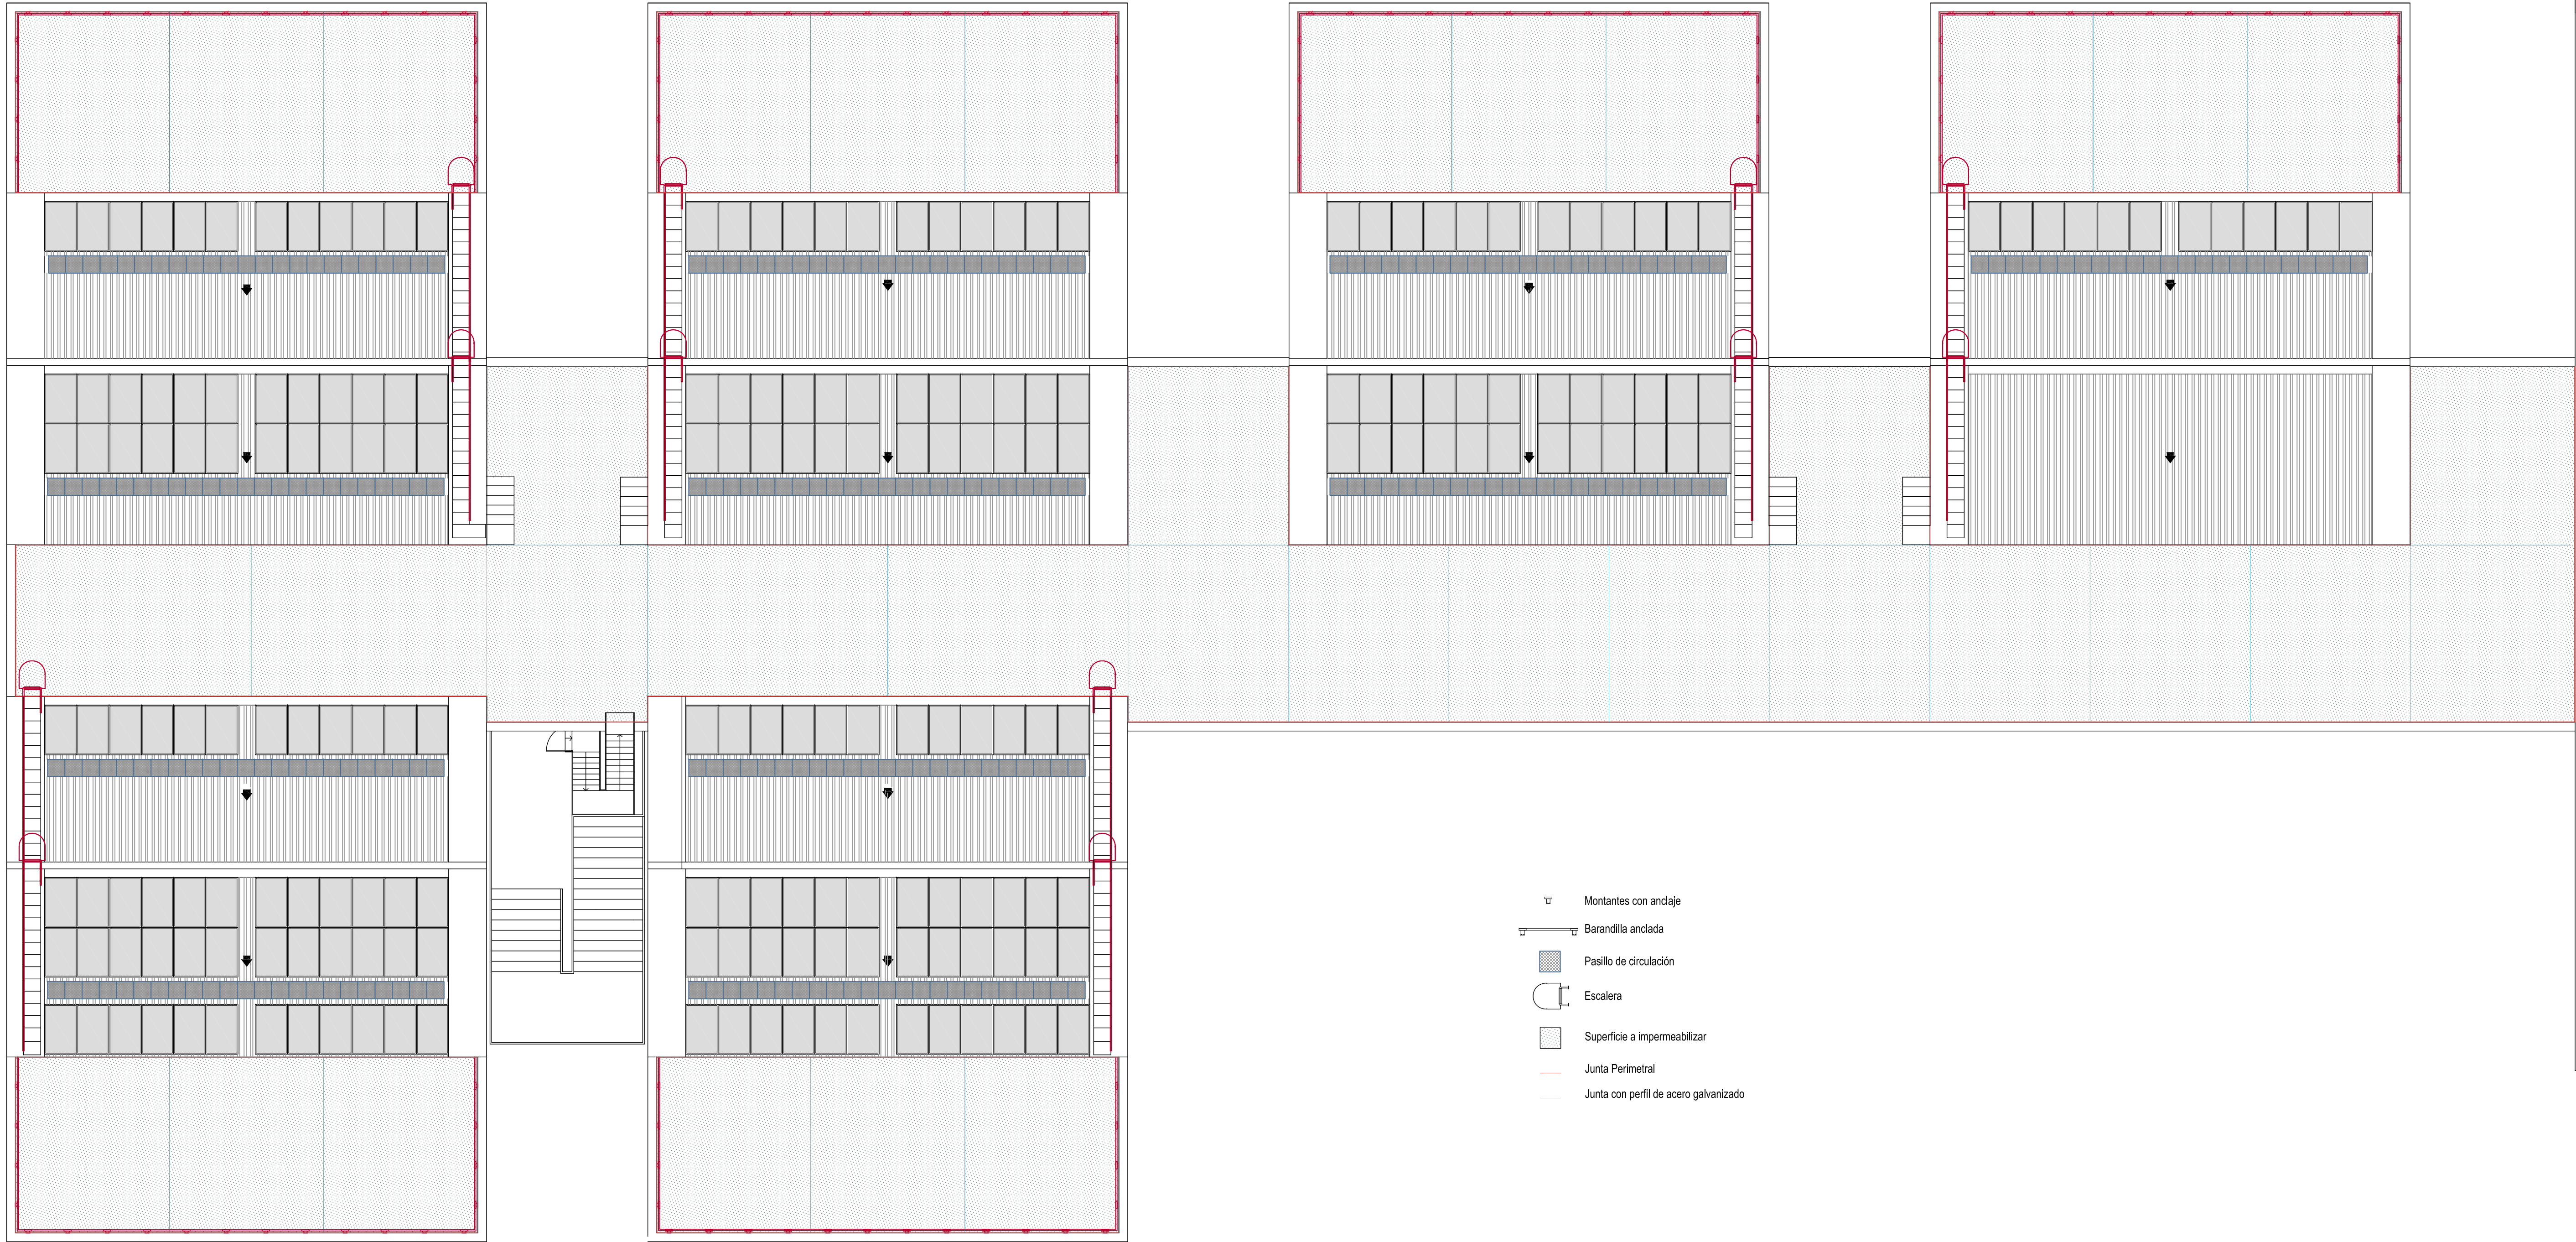 Montantes con anclaje
Barandilla anclada
Pasillo de circulación
Escalera
Superficie a impermeabilizar
Junta Perimetral
Junta con perfil de acero galvanizado